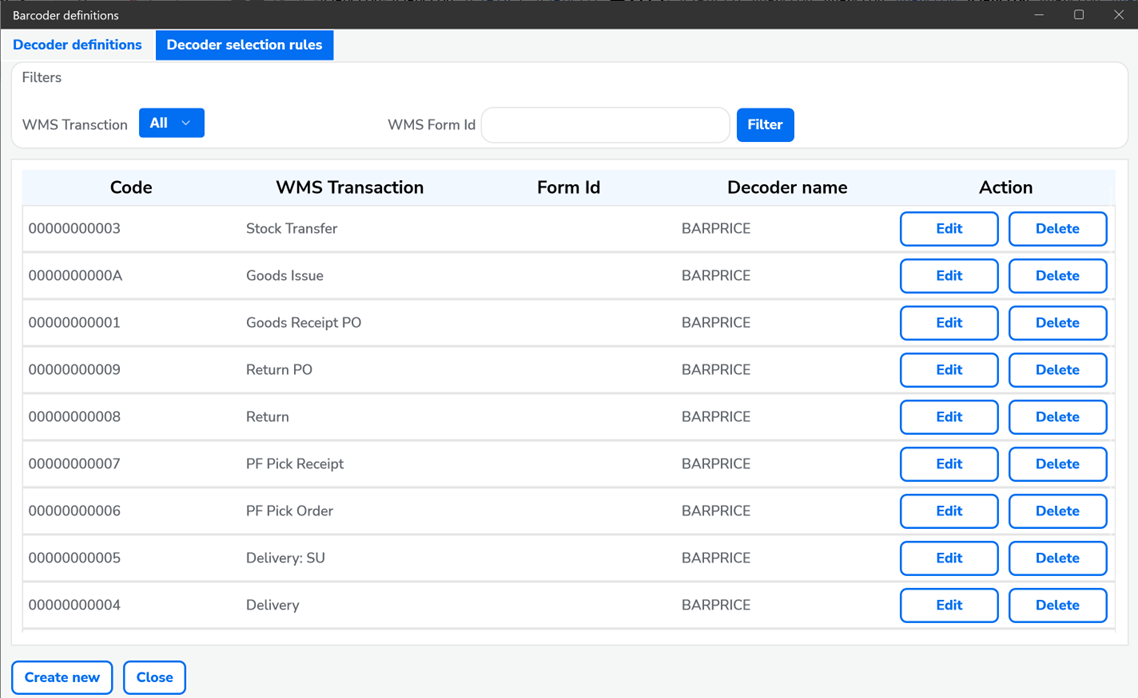 Barcoder definitions
Decoder definitions Decoder selection rules
Filters
WMS Transction All WMS Form Id Filter
Code WMS Transaction Form Id Decoder name Action
00000000003 Stock Transfer BARPRICE Edit Delete
0000000000A Goods Issue BARPRICE Edit Delete
00000000001 Goods Receipt PO BARPRICE Edit Delete
00000000009 Return PO BARPRICE Edit Delete
00000000008 Return BARPRICE Edit Delete
00000000007 PF Pick Receipt BARPRICE Edit Delete
00000000006 PF Pick Order BARPRICE Edit Delete
00000000005 Delivery: SU BARPRICE Edit Delete
00000000004 Delivery BARPRICE Edit Delete
Create new Close